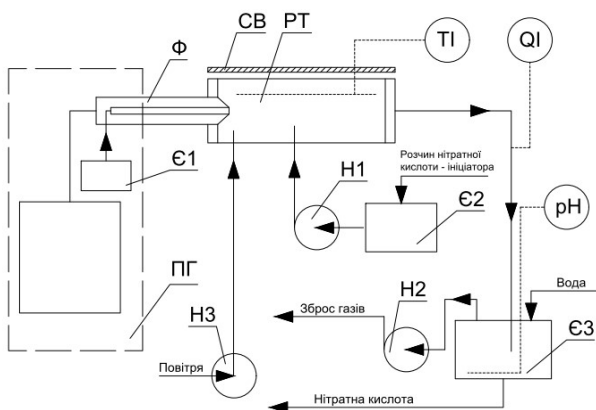 СВ
РТ
TI
QI
Ф
Є1
Н1
Розчин нітратної
кислоти - ініціатора
Є2
pH
ПГ
Н3
Повітря
Зброс газів
Н2
Вода
Є3
Нітратна кислота